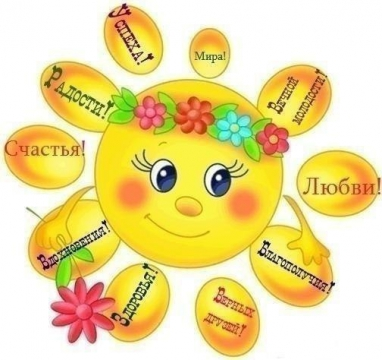 Успеха!
Мира!
Радости!
Вечной
молодости!
Счастья!
Любви!
Вдохновения!
Благополучия!
Здоровья!
Верных
друзей!